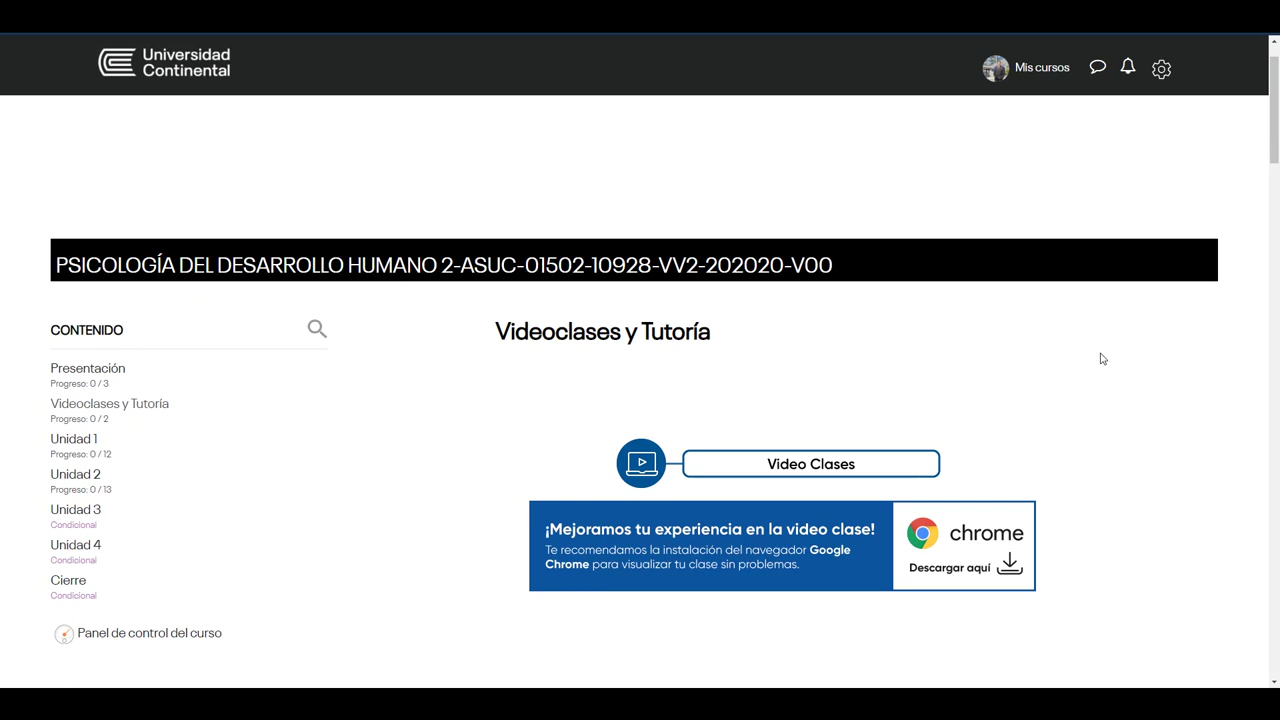 Universidad
Continental
Mis cursos
PSICOLOGÍA DEL DESARROLLO HUMANO 2-ASUC-01502-10928-VV2-202020-V00
CONTENIDO
Presentación
Progreso: 0 / 3
Videoclases y Tutoría
Progreso: 0 / 2
Unidad 1
Progreso: 0 / 12
Unidad 2
Progreso: 0 / 13
Unidad 3
Condicional
Unidad 4
Condicional
Cierre
Condicional
Panel de control del curso
Videoclases y Tutoría
Video Clases
¡Mejoramos tu experiencia en la video clase!
Te recomendamos la instalación del navegador Google
Chrome para visualizar tu clase sin problemas.
chrome
Descargar aquí